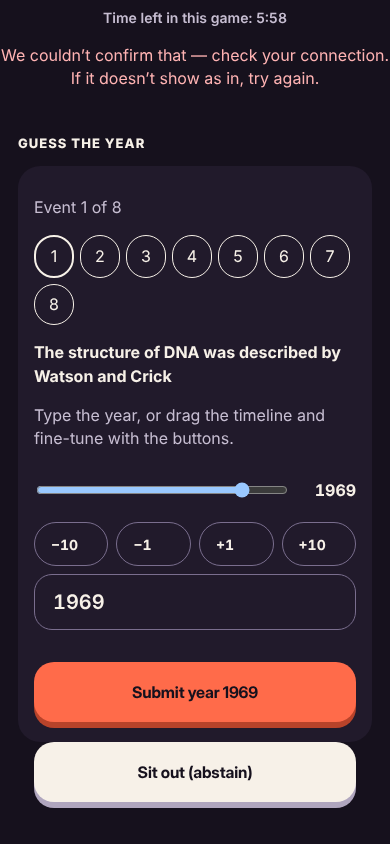 Time left in this game: 5:58
We couldn’t confirm that — check your connection.
If it doesn’t show as in, try again.
GUESS THE YEAR
Event 1 of 8
1 2 3 4 5 6 7
8
The structure of DNA was described by
Watson and Crick
Type the year, or drag the timeline and
fine-tune with the buttons.
1969
−10 −1 +1 +10
1969
Submit year 1969
Sit out (abstain)